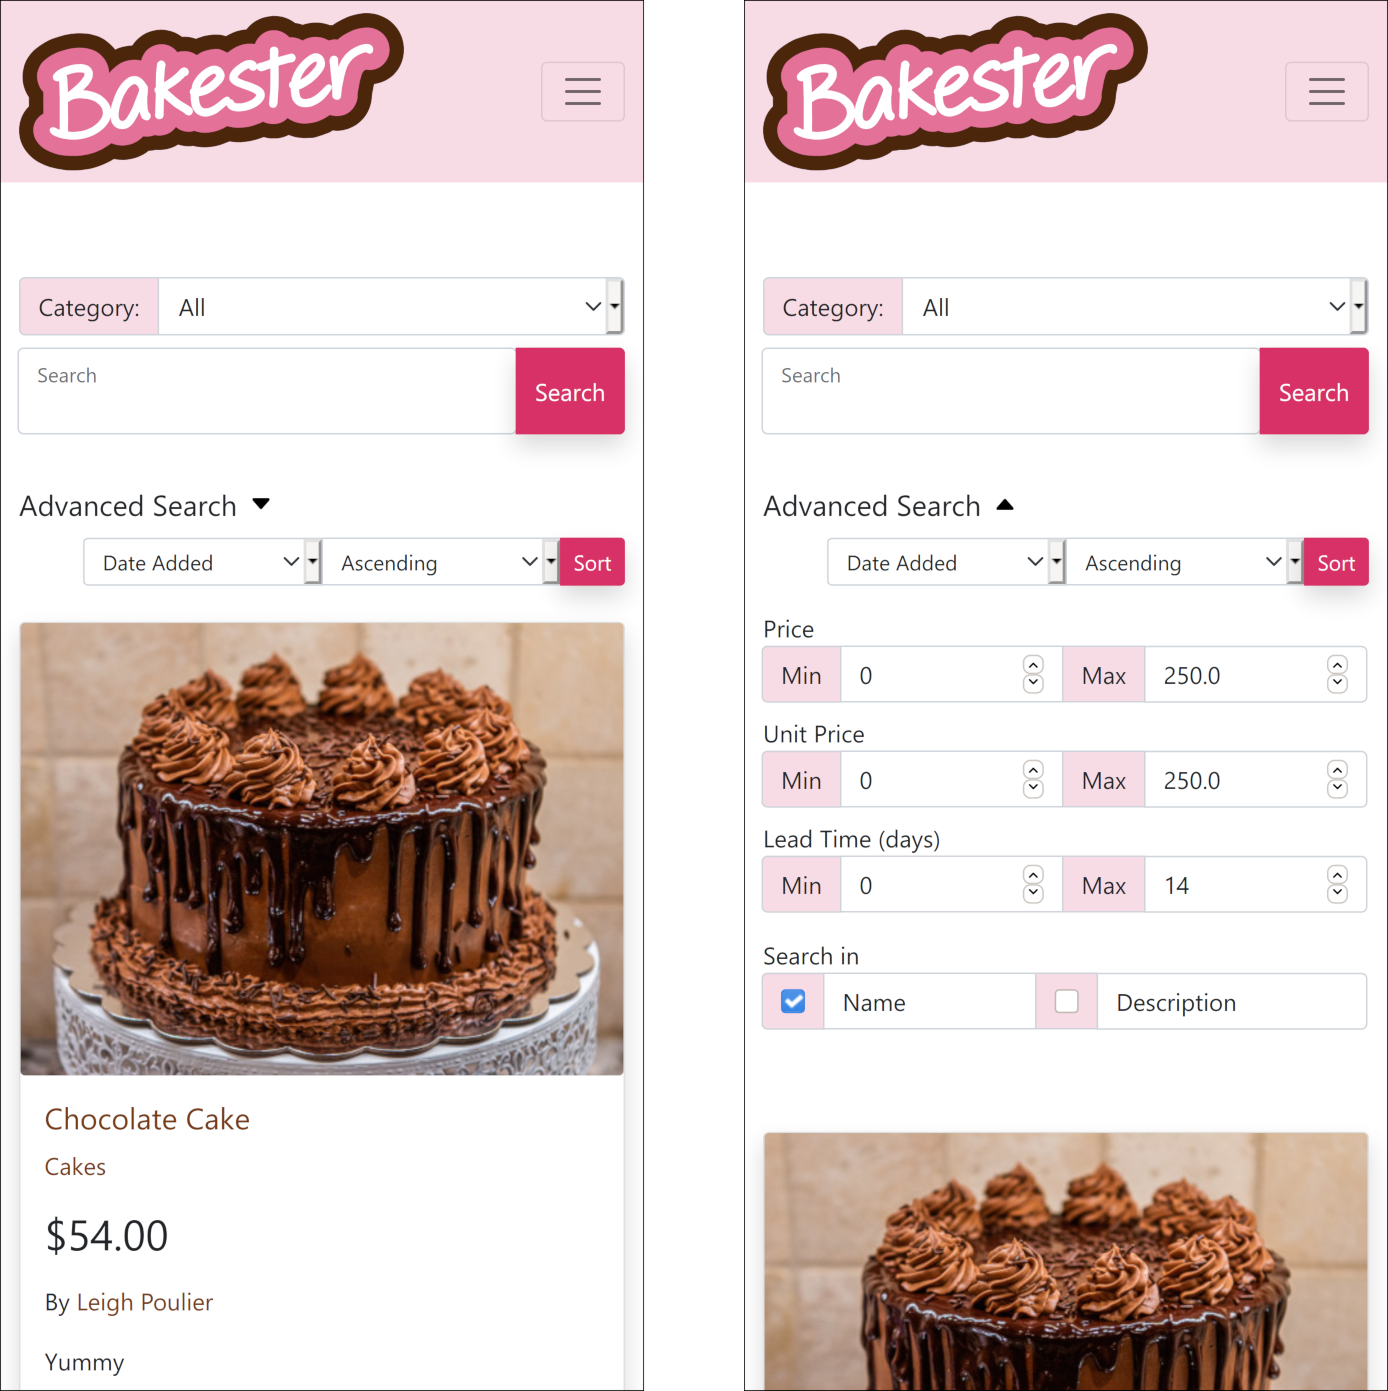 Bakester
Category: All
Search Search
Advanced Search
Date Added Ascending Sort
Chocolate Cake
Cakes
$54.00
By Leigh Poulier
Yummy
Bakester
Category: All
Search Search
Advanced Search
Date Added Ascending Sort
Price
Min 0 Max 250.0
Unit Price
Min 0 Max 250.0
Lead Time (days)
Min 0 Max 14
Search in
Name Description